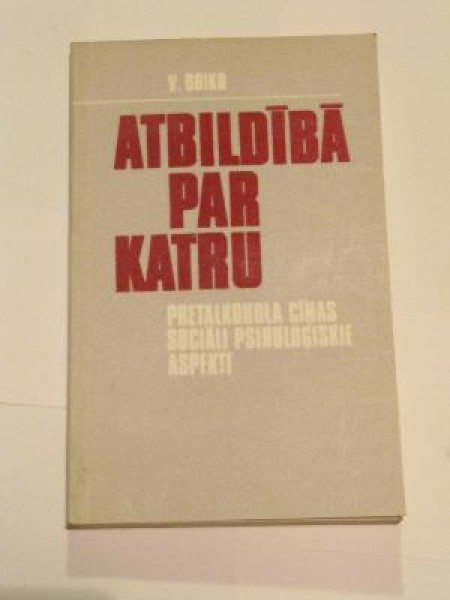 V. BOIKO
ATBILDĪBĀ
PAR
KATRU
PRETALKOHOLA CĪŅAS
SOCIĀLI PSIHOLOĢISKIE
ASPEKTI